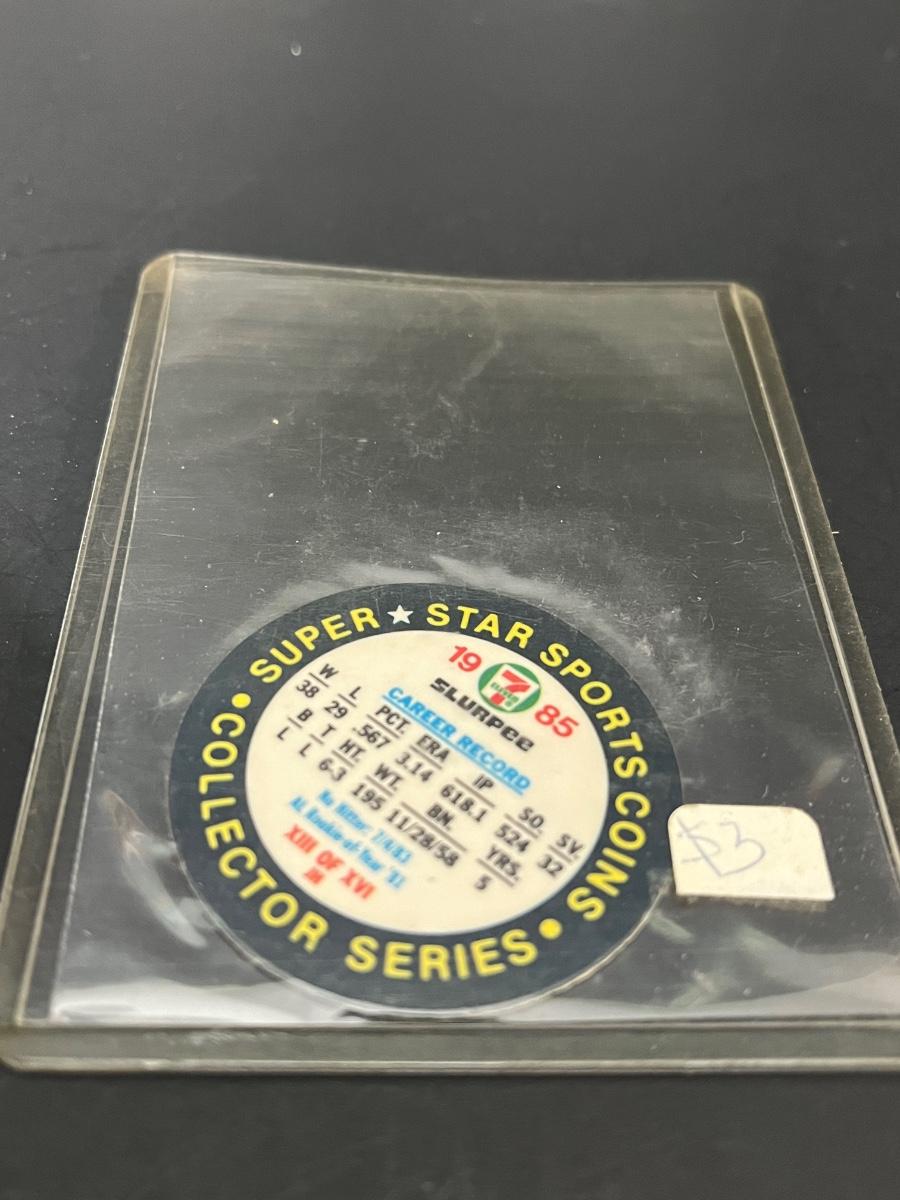 SUPER ★ STAR SPORTS COINS •
COLLECTOR SERIES •
19 7 ELEVEN 85
SLURPEE
CAREER RECORD
W L PCT. ERA IP SO. SV.
38 29 .567 3.14 618.1 524 32
B T HT. WT. BN. YRS.
L L 6-3 195 11/28/58 5
No Hitter: 7/4/83
AL Rookie-of-Year '81
XIII OF XVI
$3